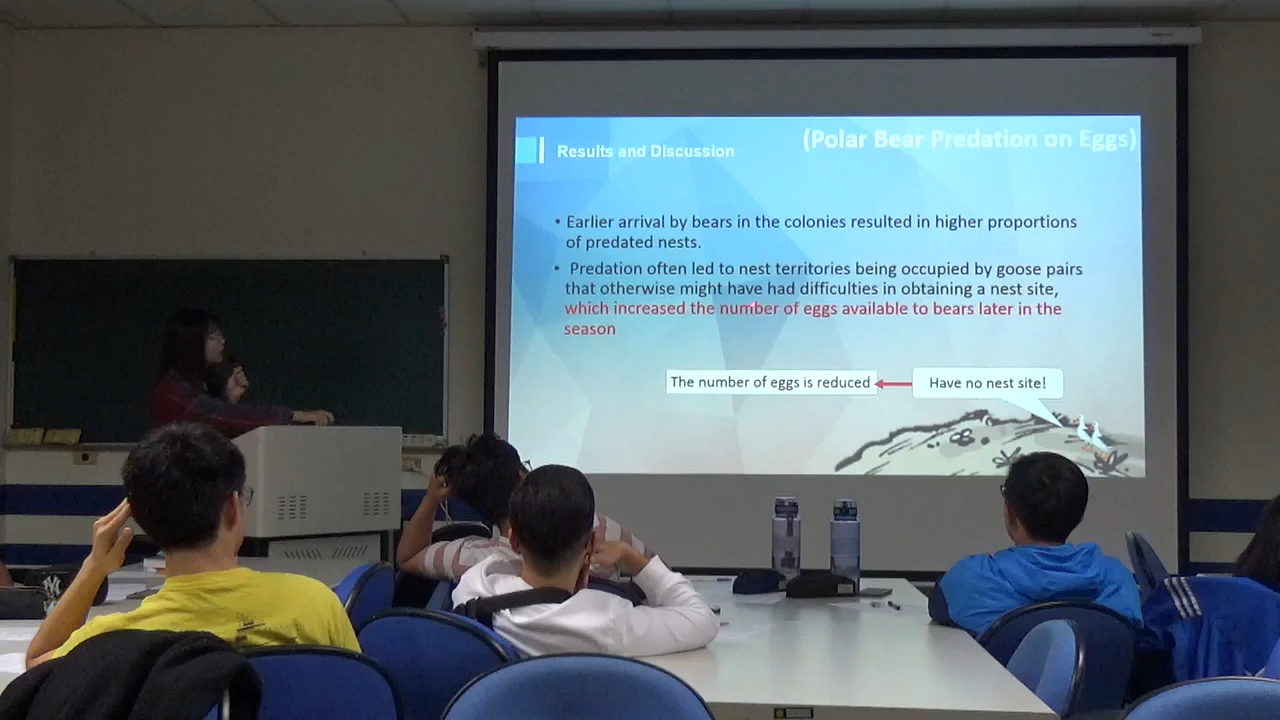 Results and Discussion
(Polar Bear Predation on Eggs)
• Earlier arrival by bears in the colonies resulted in higher proportions
of predated nests.
• Predation often led to nest territories being occupied by goose pairs
that otherwise might have had difficulties in obtaining a nest site,
which increased the number of eggs available to bears later in the
season
The number of eggs is reduced
Have no nest site!